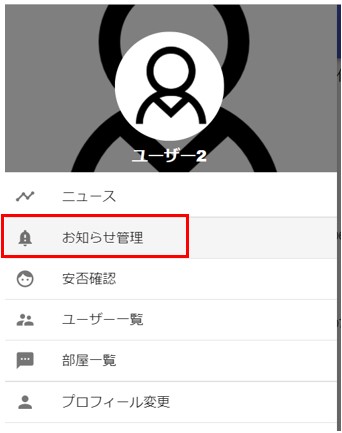 ユーザー2
ニュース
お知らせ管理
安否確認
ユーザー一覧
部屋一覧
プロフィール変更